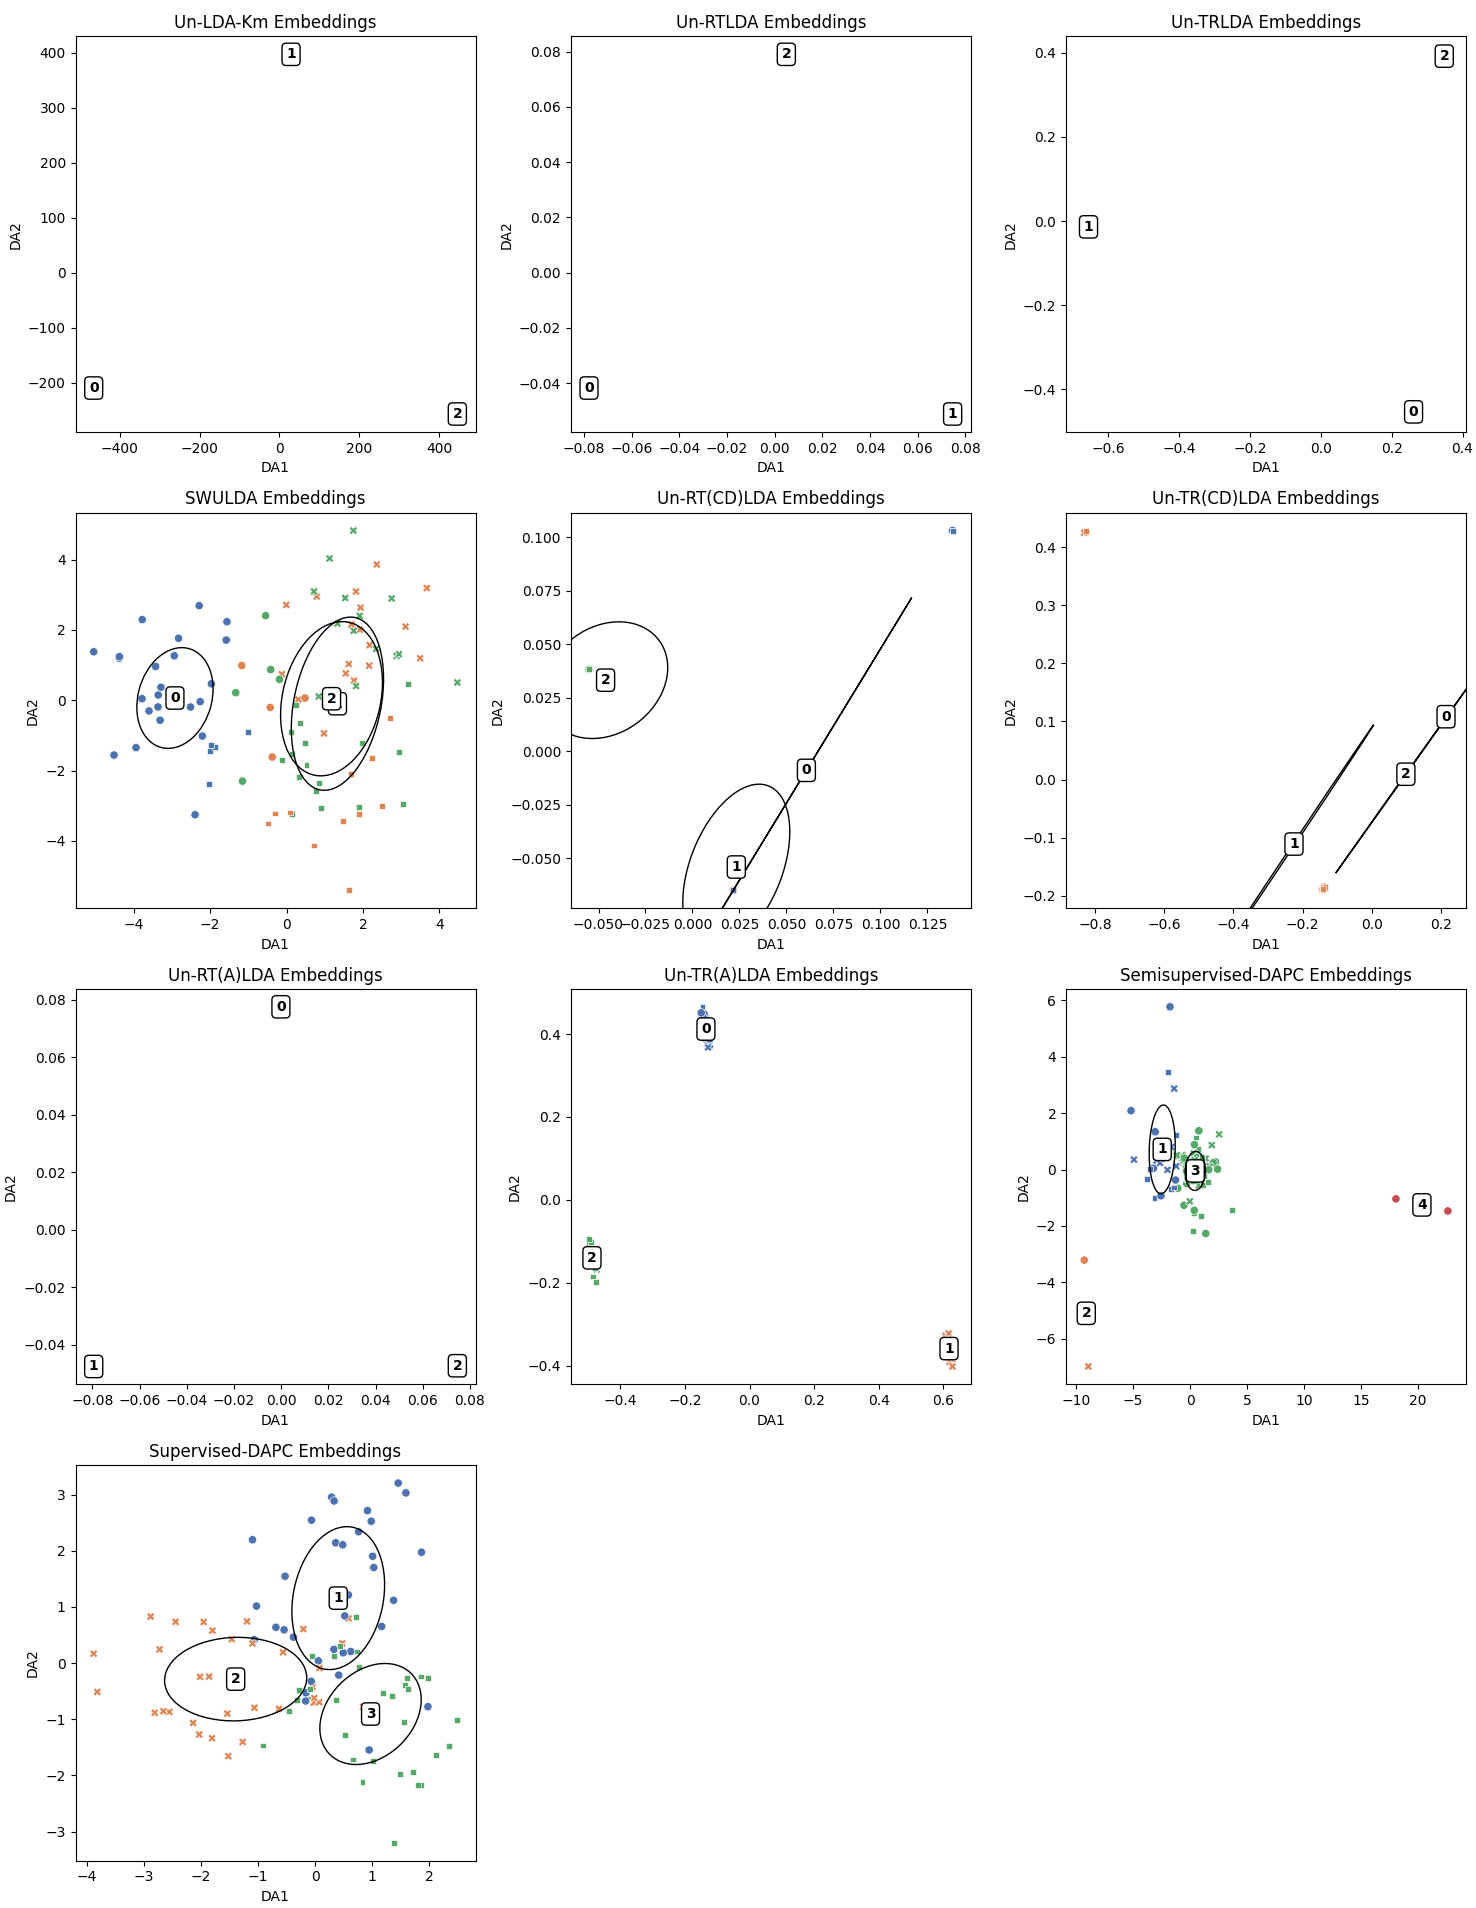 Un-LDA-Km Embeddings
Un-RTLDA Embeddings
Un-TRLDA Embeddings
400
300
200
100
0
−100
−200
DA2
1
0
2
−400 −200 0 200 400
DA1
0.08
0.06
0.04
0.02
0.00
−0.02
−0.04
DA2
2
0
1
−0.08 −0.06 −0.04 −0.02 0.00 0.02 0.04 0.06 0.08
DA1
0.4
0.2
0.0
−0.2
−0.4
DA2
2
1
0
−0.6 −0.4 −0.2 0.0 0.2 0.4
DA1
SWULDA Embeddings
Un-RT(CD)LDA Embeddings
Un-TR(CD)LDA Embeddings
4
2
0
−2
−4
DA2
0
2
−4 −2 0 2 4
DA1
0.100
0.075
0.050
0.025
0.000
−0.025
−0.050
DA2
2
0
1
−0.050 −0.025 0.000 0.025 0.050 0.075 0.100 0.125
DA1
0.4
0.3
0.2
0.1
0.0
−0.1
−0.2
DA2
0
2
1
−0.8 −0.6 −0.4 −0.2 0.0 0.2
DA1
Un-RT(A)LDA Embeddings
Un-TR(A)LDA Embeddings
Semisupervised-DAPC Embeddings
0.08
0.06
0.04
0.02
0.00
−0.02
−0.04
DA2
0
1
2
−0.08 −0.06 −0.04 −0.02 0.00 0.02 0.04 0.06 0.08
DA1
0.4
0.2
0.0
−0.2
−0.4
DA2
0
2
1
−0.4 −0.2 0.0 0.2 0.4 0.6
DA1
6
4
2
0
−2
−4
−6
DA2
1
3
4
2
−10 −5 0 5 10 15 20
DA1
Supervised-DAPC Embeddings
3
2
1
0
−1
−2
−3
DA2
1
2
3
−4 −3 −2 −1 0 1 2
DA1